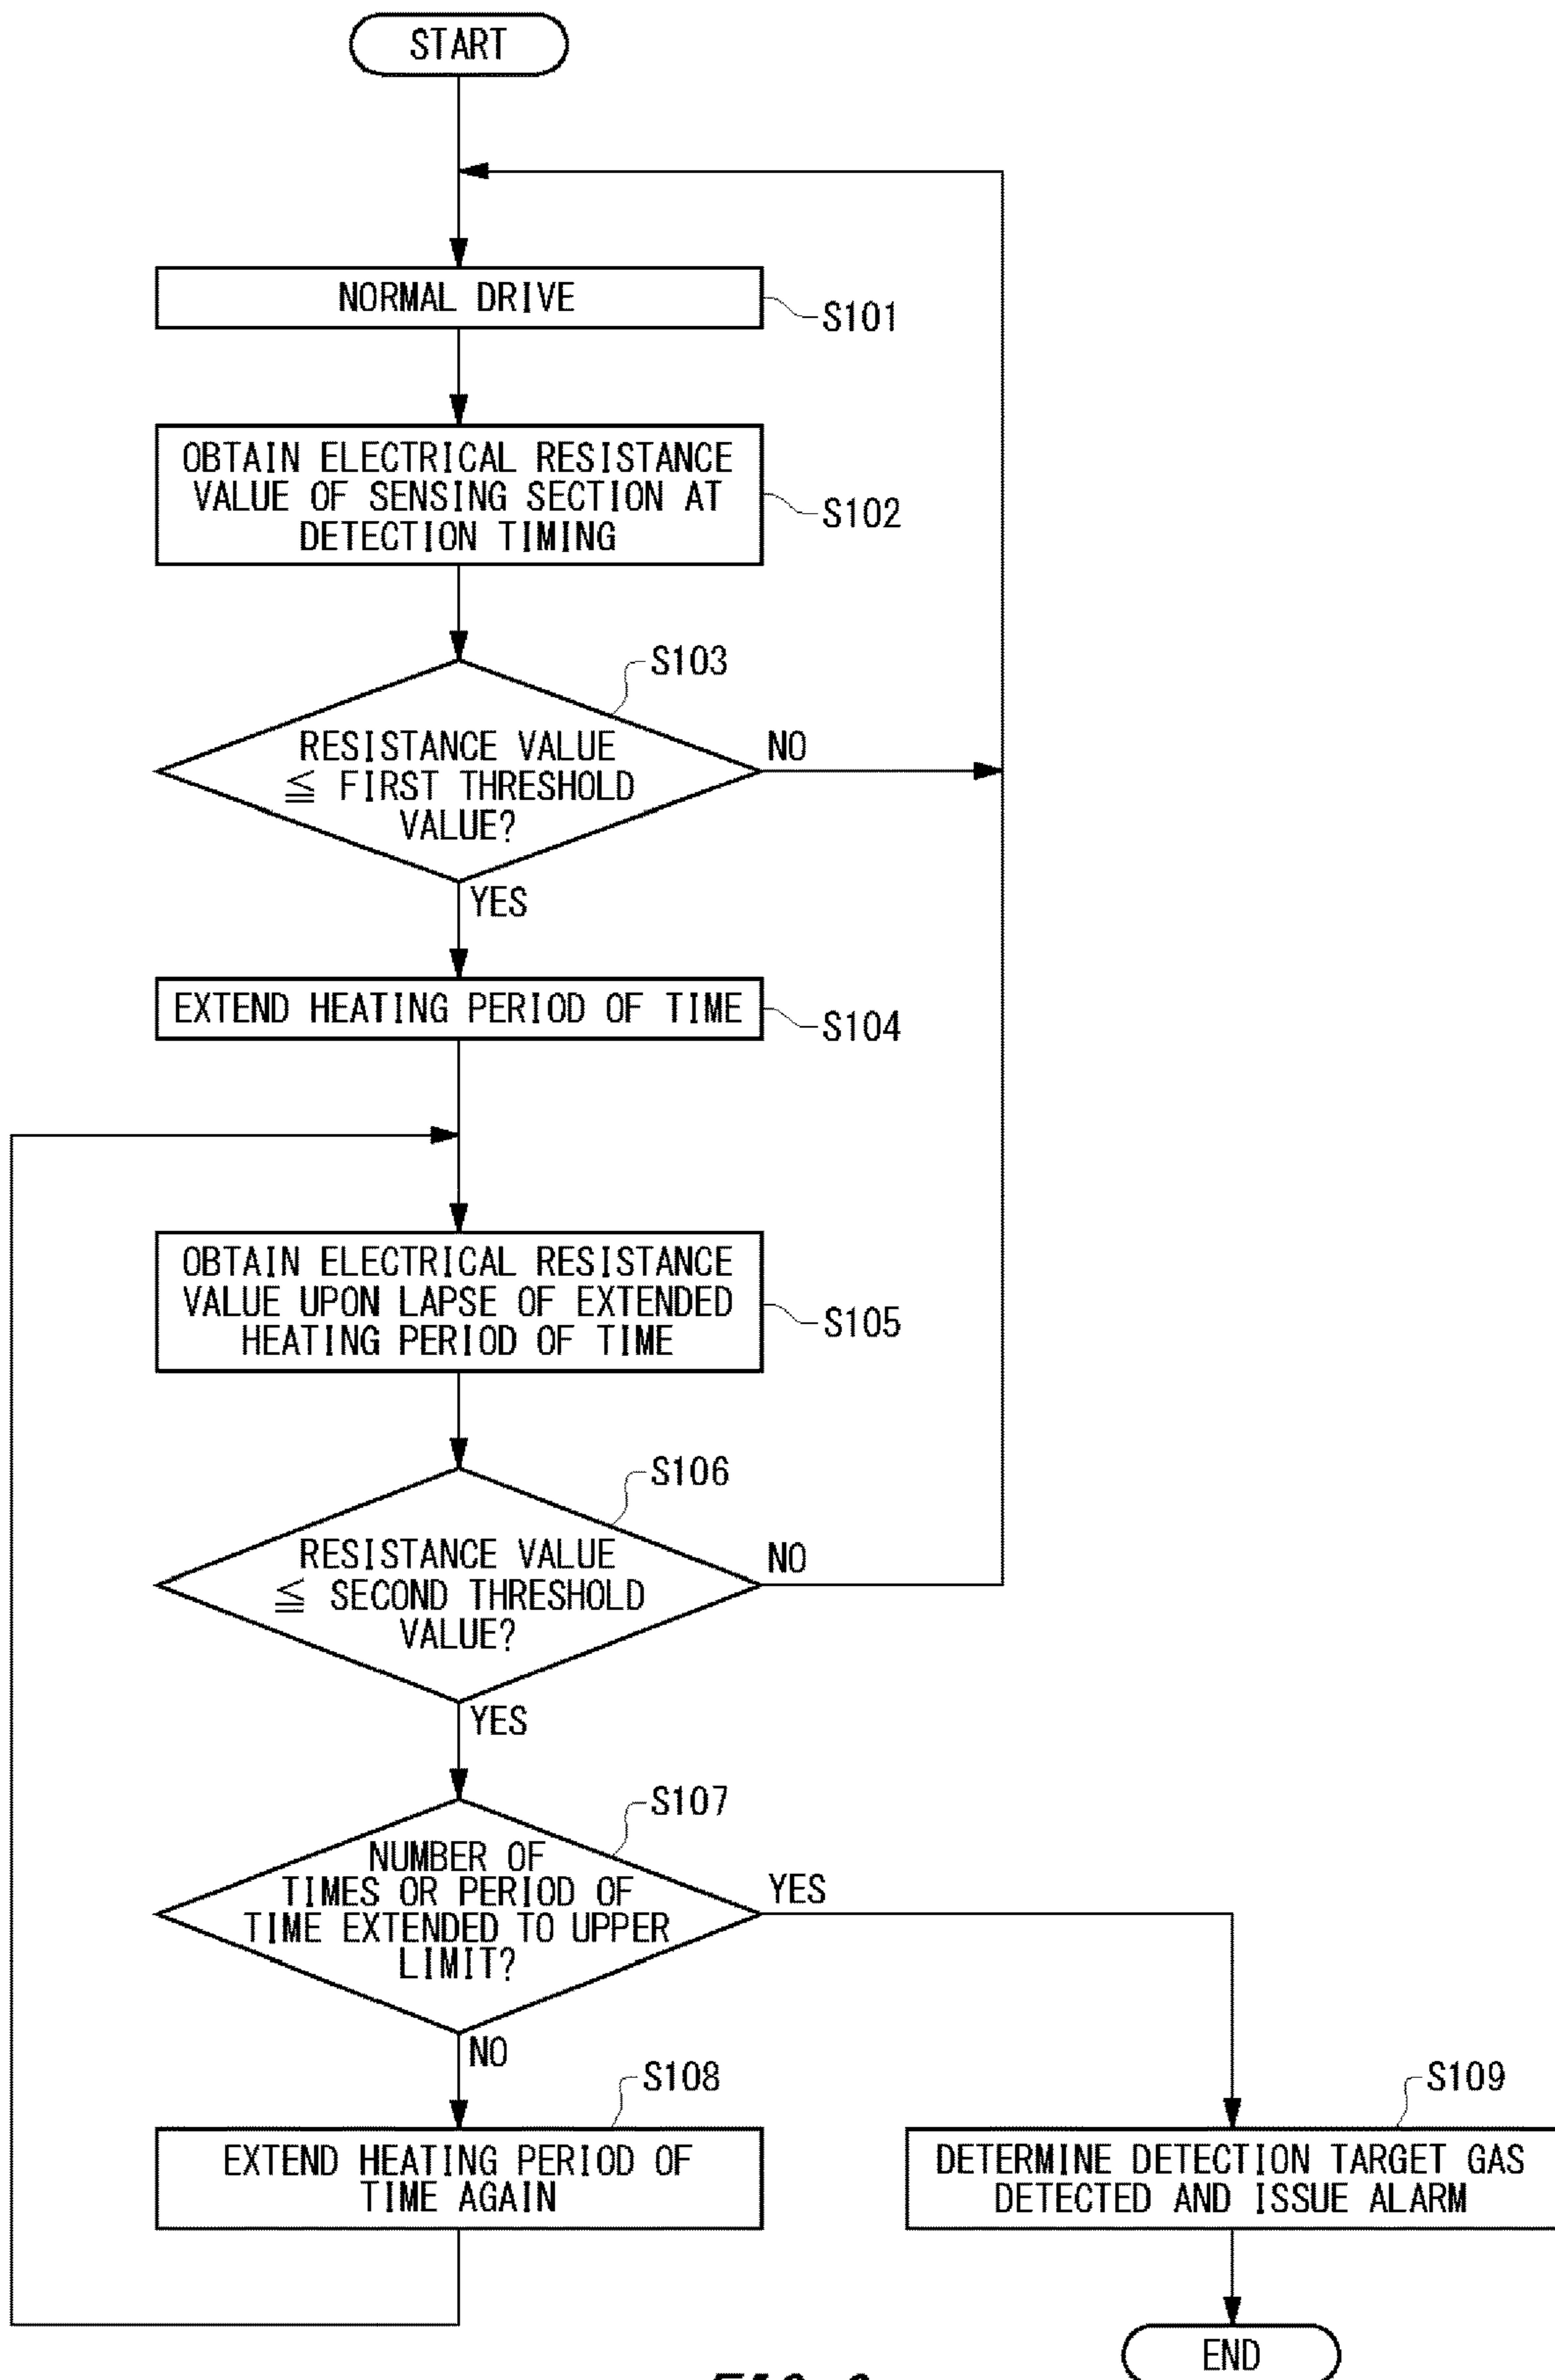 START
NORMAL DRIVE
S101
OBTAIN ELECTRICAL RESISTANCE
VALUE OF SENSING SECTION AT
DETECTION TIMING
S102
S103
RESISTANCE VALUE
≦ FIRST THRESHOLD
VALUE?
NO
YES
EXTEND HEATING PERIOD OF TIME
S104
OBTAIN ELECTRICAL RESISTANCE
VALUE UPON LAPSE OF EXTENDED
HEATING PERIOD OF TIME
S105
S106
RESISTANCE VALUE
≦ SECOND THRESHOLD
VALUE?
NO
YES
S107
NUMBER OF
TIMES OR PERIOD OF
TIME EXTENDED TO UPPER
LIMIT?
YES
NO
S108
EXTEND HEATING PERIOD OF
TIME AGAIN
S109
DETERMINE DETECTION TARGET GAS
DETECTED AND ISSUE ALARM
END